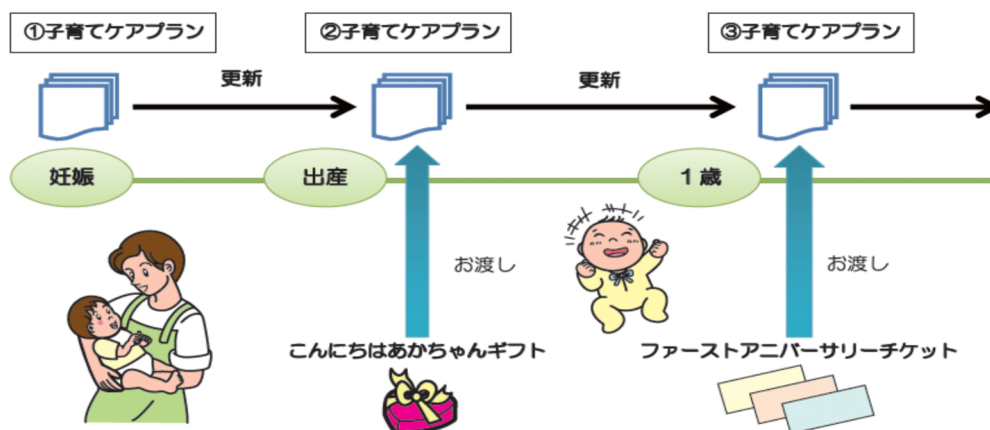 ①子育てケアプラン
②子育てケアプラン
③子育てケアプラン
更新
更新
妊娠
出産
1歳
お渡し
お渡し
こんにちはあかちゃんギフト
ファーストアニバーサリーチケット